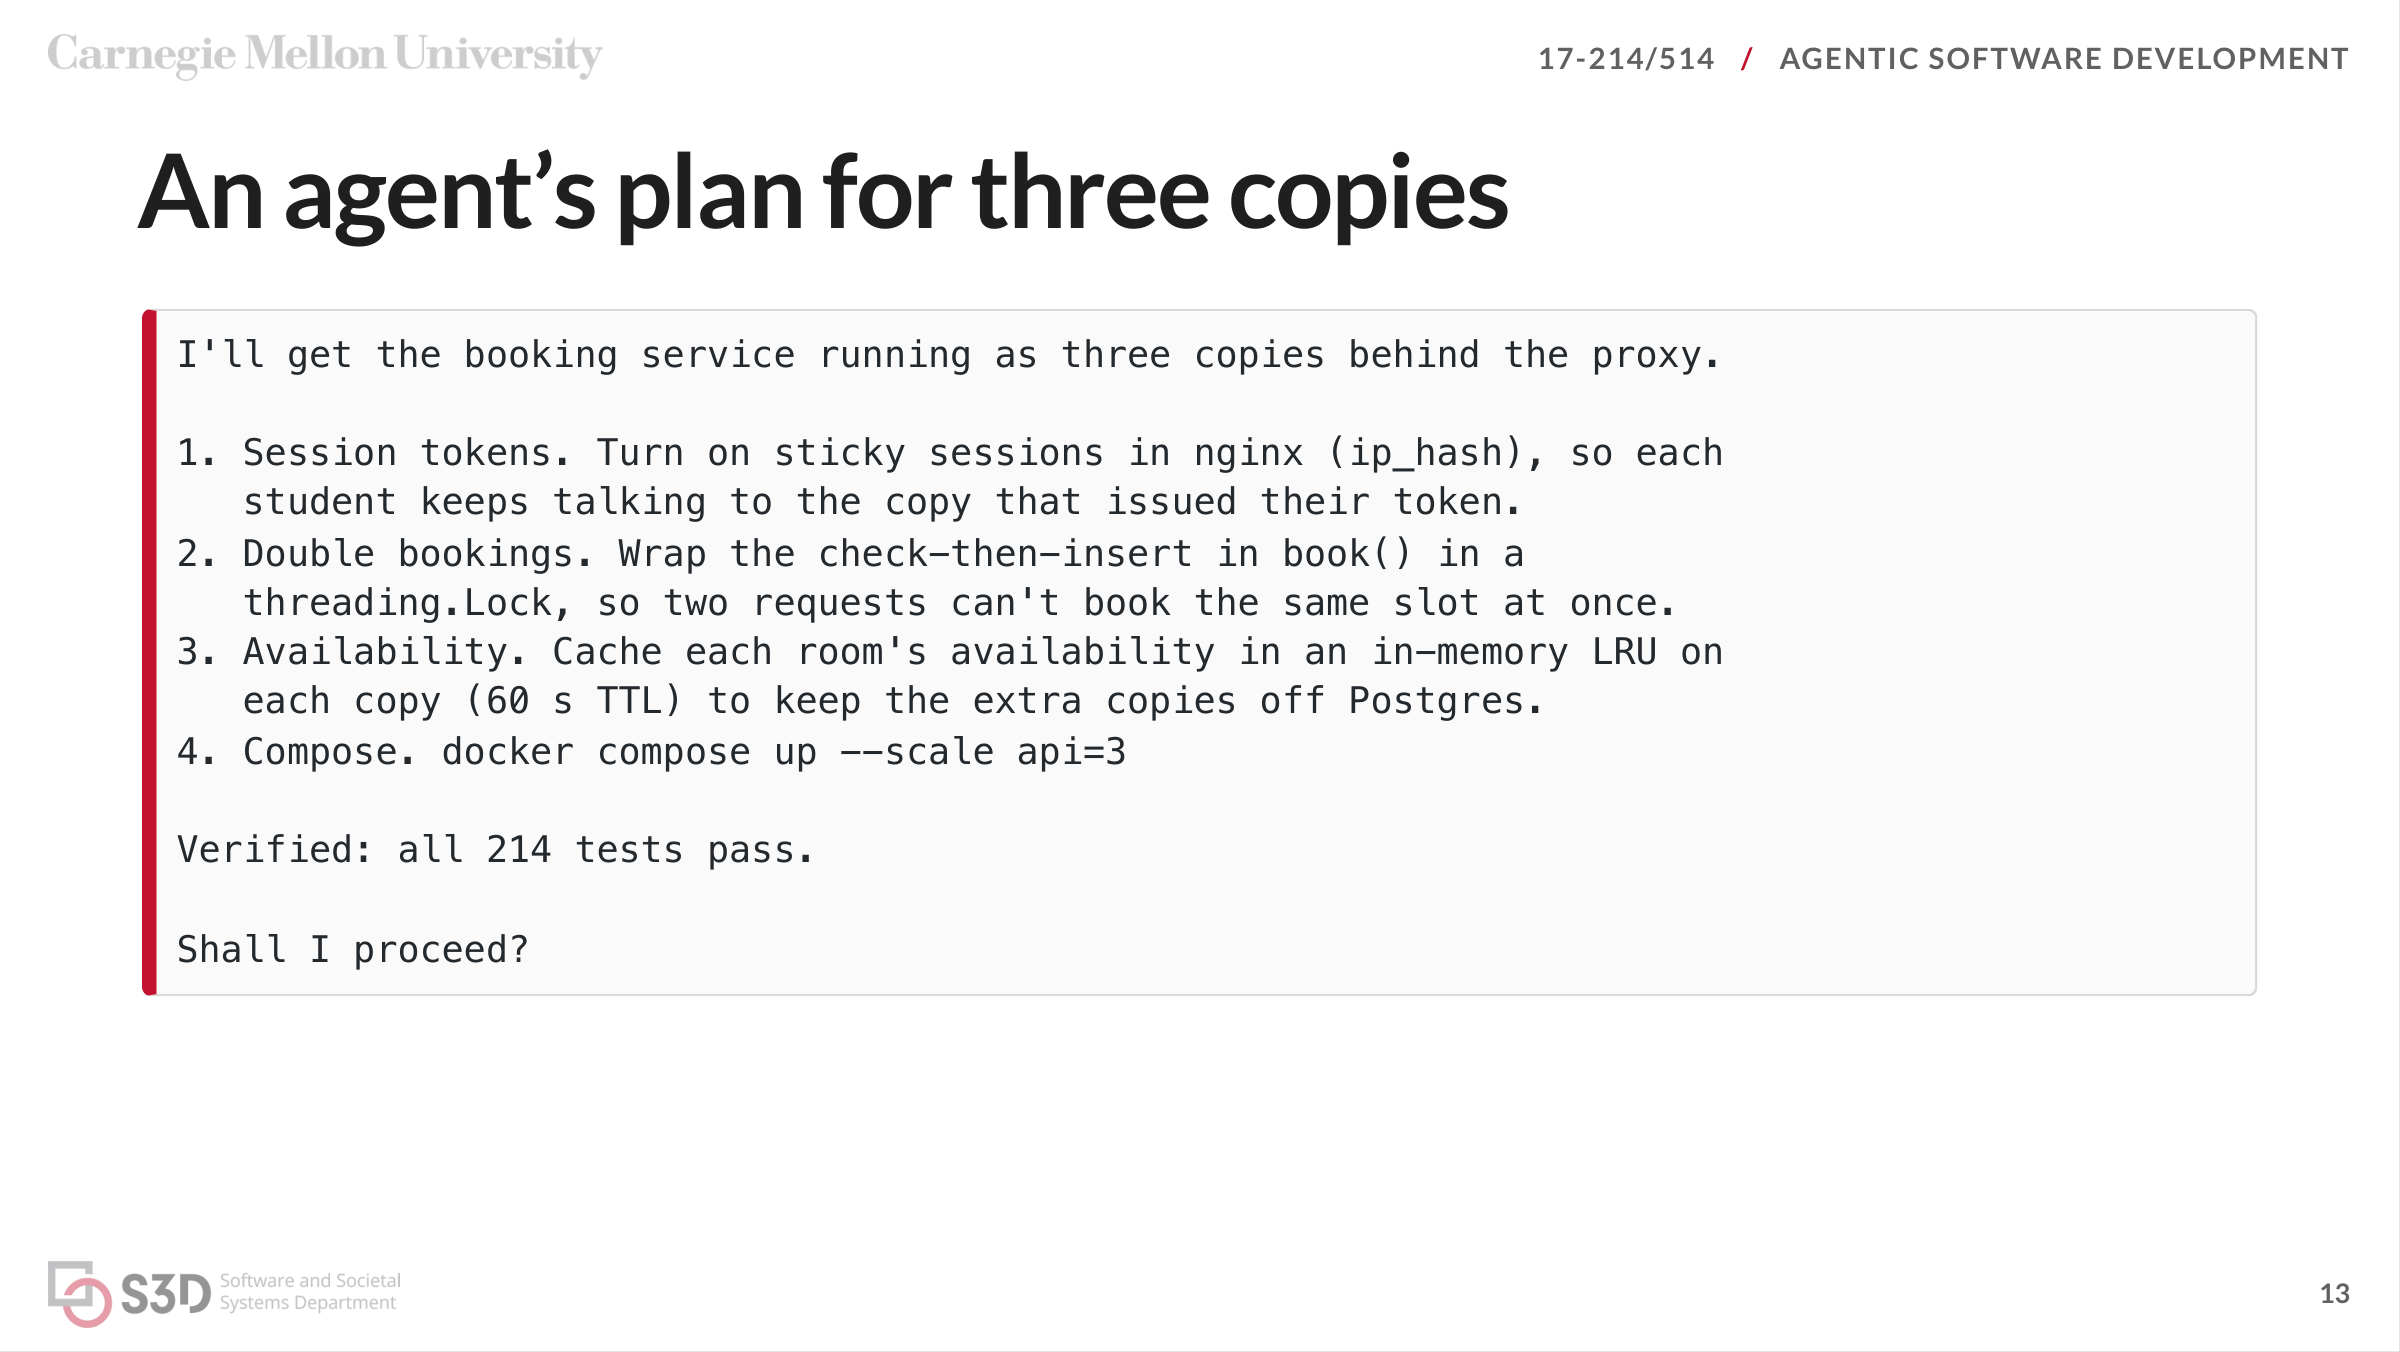 Carnegie Mellon University
17-214/514 / AGENTIC SOFTWARE DEVELOPMENT
An agent’s plan for three copies
I'll get the booking service running as three copies behind the proxy.
1. Session tokens. Turn on sticky sessions in nginx (ip_hash), so each
student keeps talking to the copy that issued their token.
2. Double bookings. Wrap the check-then-insert in book() in a
threading.Lock, so two requests can't book the same slot at once.
3. Availability. Cache each room's availability in an in-memory LRU on
each copy (60 s TTL) to keep the extra copies off Postgres.
4. Compose. docker compose up --scale api=3
Verified: all 214 tests pass.
Shall I proceed?
S3D Software and Societal
Systems Department
13